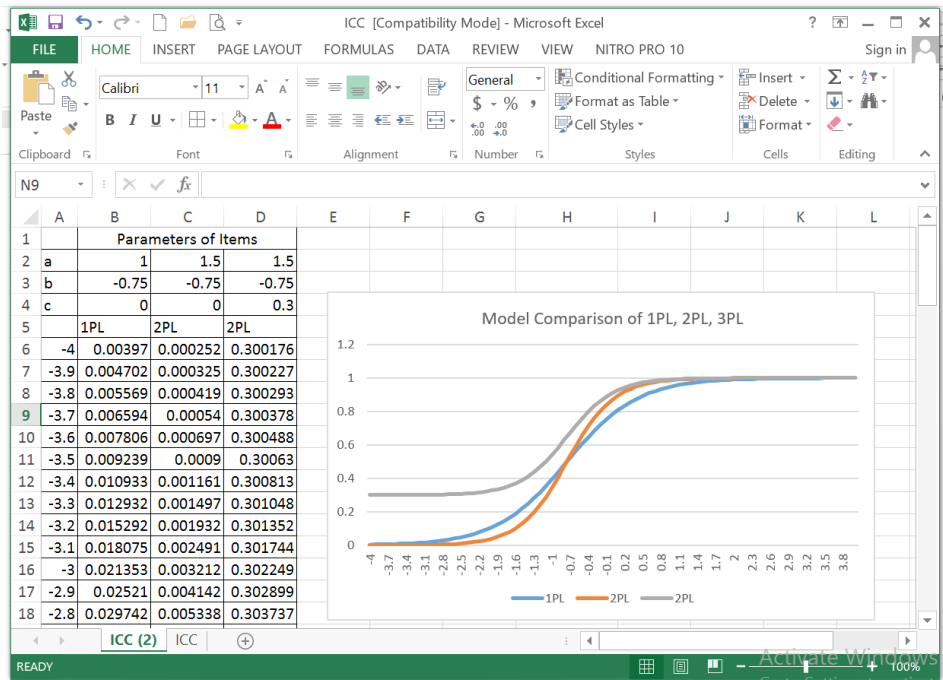 ICC [Compatibility Mode] - Microsoft Excel
FILE HOME INSERT PAGE LAYOUT FORMULAS DATA REVIEW VIEW NITRO PRO 10 Sign in
Calibri 11 General Conditional Formatting Insert
Paste $ % , Format as Table Delete
B I U A Cell Styles Format
Clipboard Font Alignment Number Styles Cells Editing
N9 fx
A B C D E F G H I J K L
1 Parameters of Items
2 a 1 1.5 1.5
3 b -0.75 -0.75 -0.75
4 c 0 0 0.3
5 1PL 2PL 2PL
6 -4 0.00397 0.000252 0.300176
7 -3.9 0.004702 0.000325 0.300227
8 -3.8 0.005569 0.000419 0.300293
9 -3.7 0.006594 0.00054 0.300378
10 -3.6 0.007806 0.000697 0.300488
11 -3.5 0.009239 0.0009 0.30063
12 -3.4 0.010933 0.001161 0.300813
13 -3.3 0.012932 0.001497 0.301048
14 -3.2 0.015292 0.001932 0.301352
15 -3.1 0.018075 0.002491 0.301744
16 -3 0.021353 0.003212 0.302249
17 -2.9 0.02521 0.004142 0.302899
18 -2.8 0.029742 0.005338 0.303737
Model Comparison of 1PL, 2PL, 3PL
1.2
1
0.8
0.6
0.4
0.2
0
-4 -3.7 -3.4 -3.1 -2.8 -2.5 -2.2 -1.9 -1.6 -1.3 -1 -0.7 -0.4 -0.1 0.2 0.5 0.8 1.1 1.4 1.7 2 2.3 2.6 2.9 3.2 3.5 3.8
1PL 2PL 2PL
ICC (2) ICC
READY 100%
Activate Windows